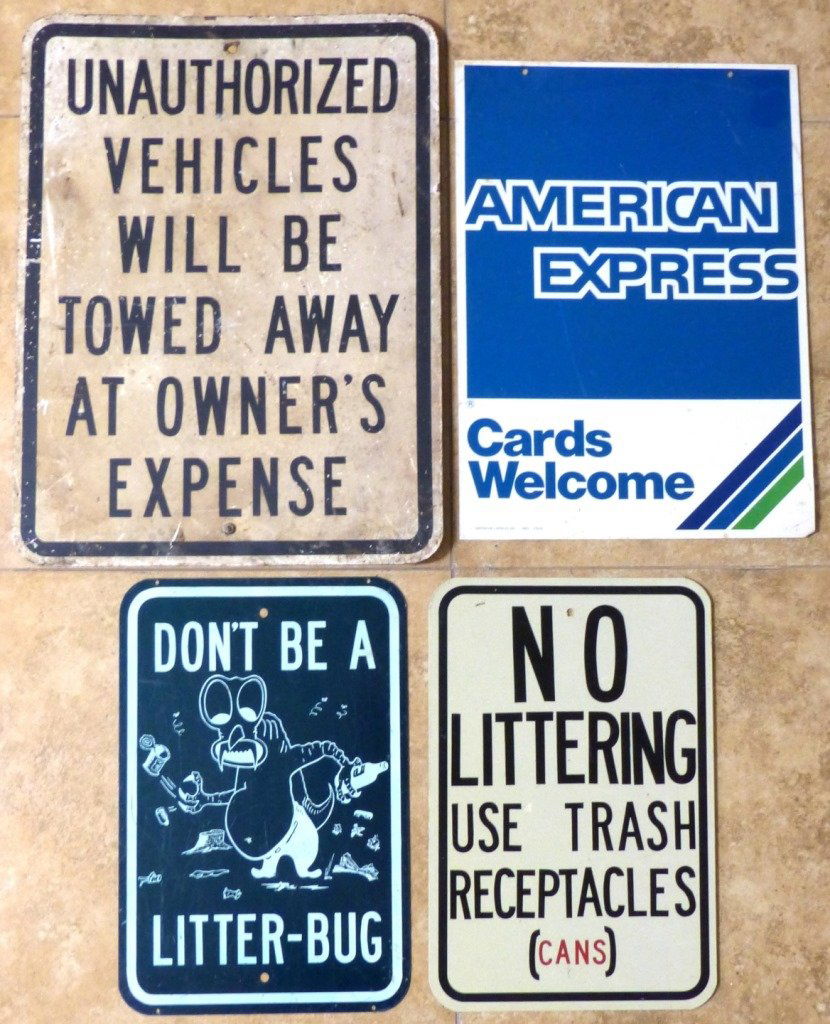 UNAUTHORIZED
VEHICLES
WILL BE
TOWED AWAY
AT OWNER'S
EXPENSE
AMERICAN
EXPRESS
®
Cards
Welcome
DON'T BE A
LITTER-BUG
NO
LITTERING
USE TRASH
RECEPTACLES
(CANS)